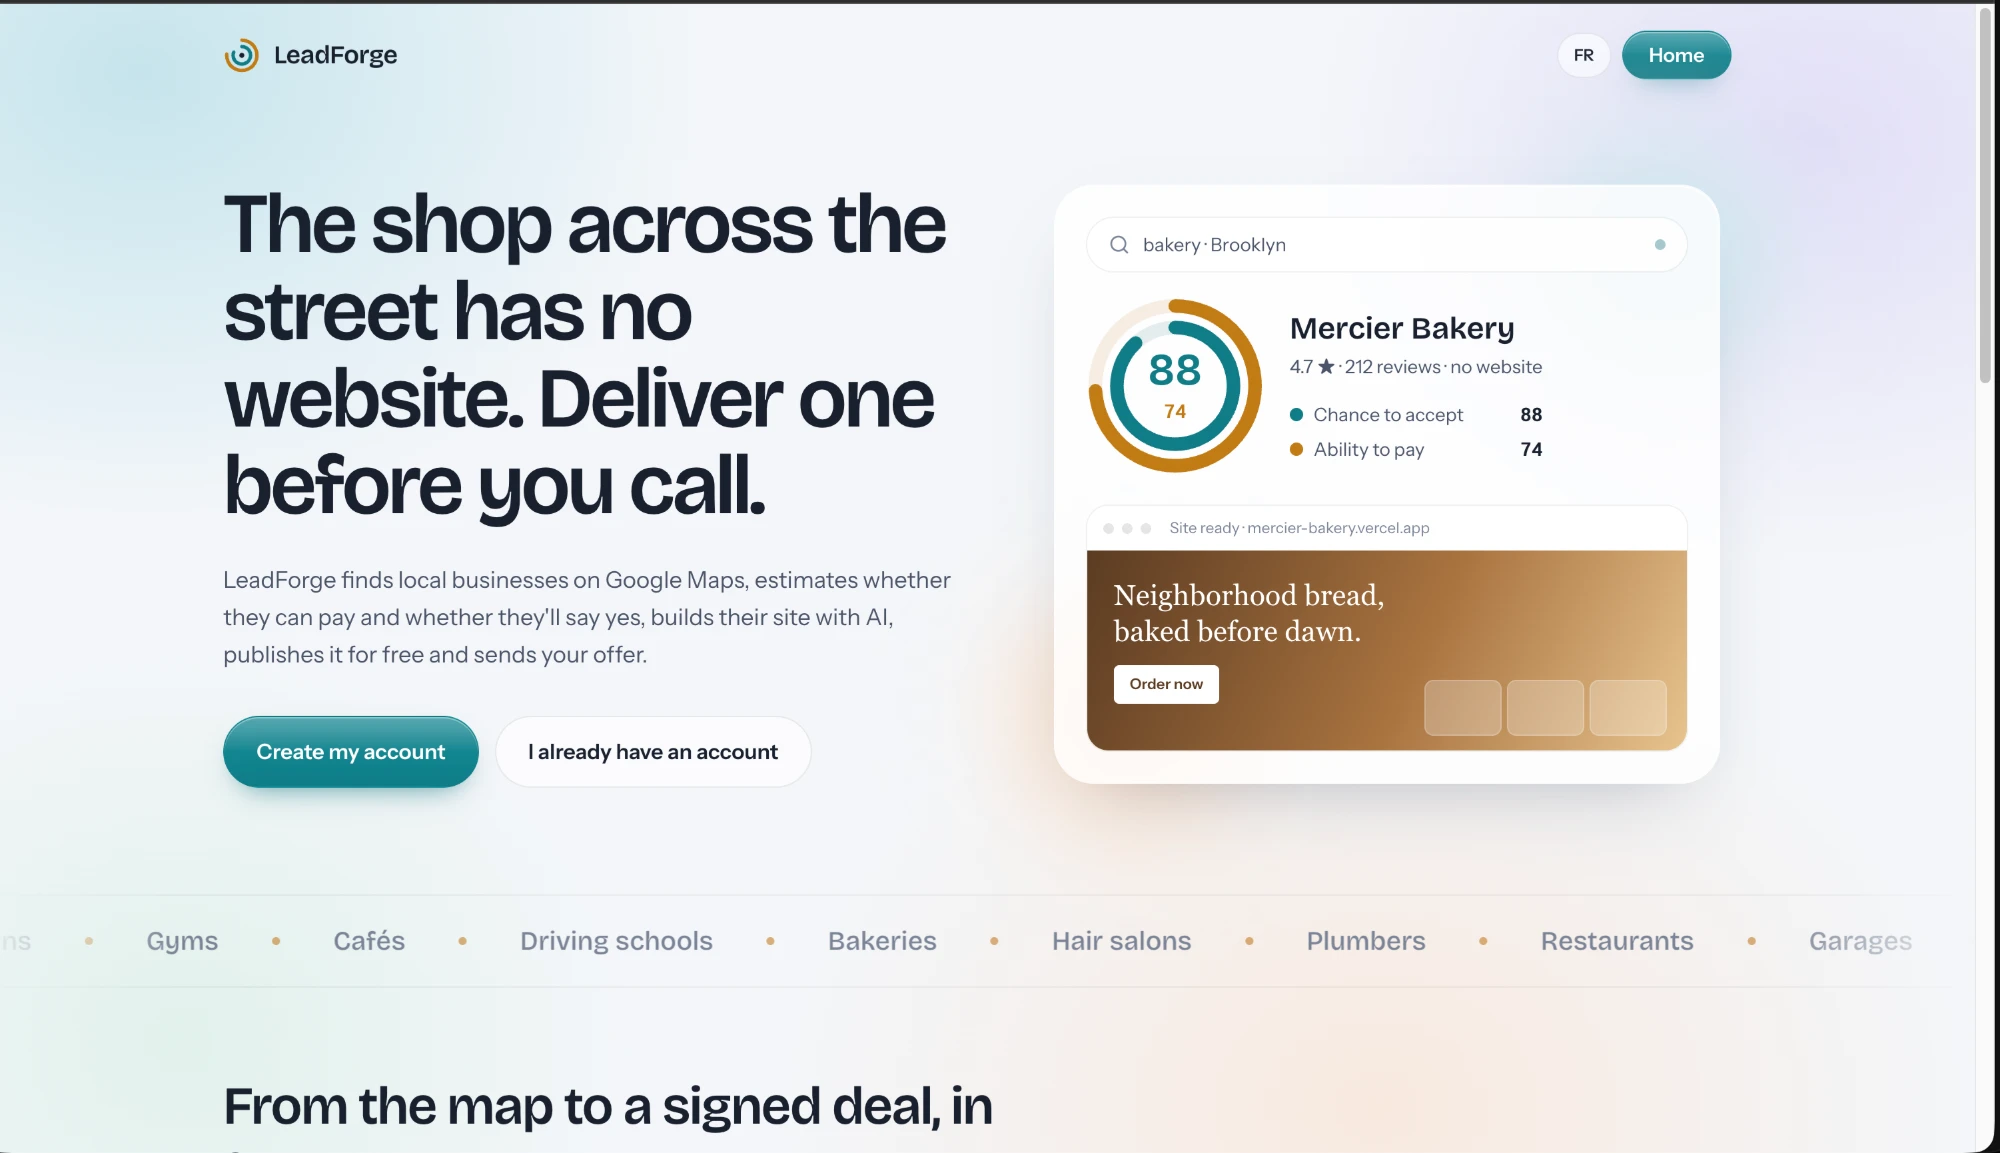 LeadForge
FR
Home
The shop across the
street has no
website. Deliver one
before you call.
LeadForge finds local businesses on Google Maps, estimates whether
they can pay and whether they'll say yes, builds their site with AI,
publishes it for free and sends your offer.
Create my account
I already have an account
bakery · Brooklyn
88
74
Mercier Bakery
4.7 ★ · 212 reviews · no website
Chance to accept 88
Ability to pay 74
Site ready · mercier-bakery.vercel.app
Neighborhood bread,
baked before dawn.
Order now
ns • Gyms • Cafés • Driving schools • Bakeries • Hair salons • Plumbers • Restaurants • Garages
From the map to a signed deal, in